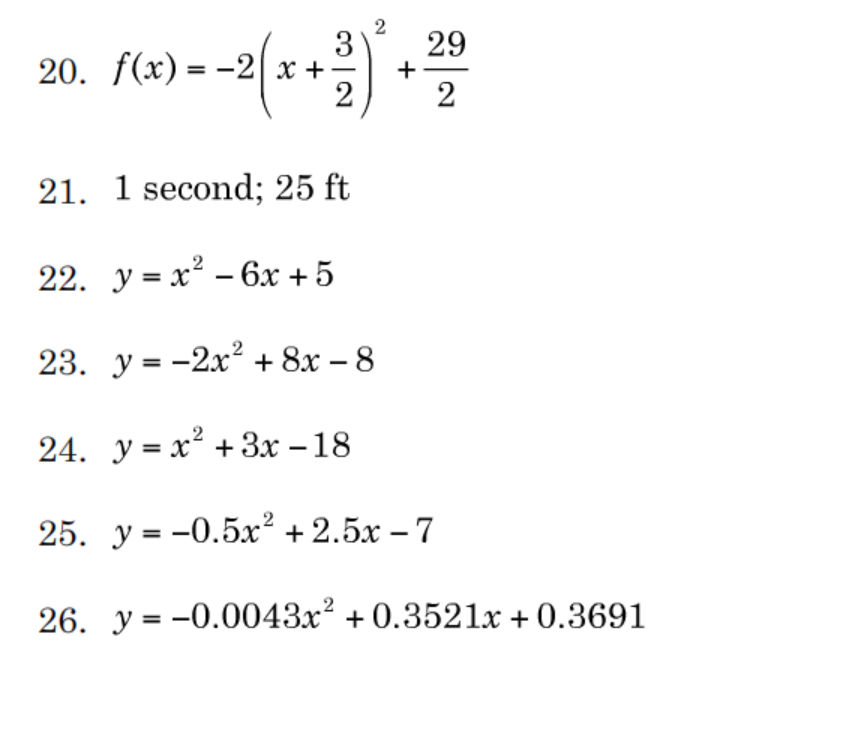 20. f(x) = −2(x + 3/2)² + 29/2
21. 1 second; 25 ft
22. y = x² − 6x + 5
23. y = −2x² + 8x − 8
24. y = x² + 3x − 18
25. y = −0.5x² + 2.5x − 7
26. y = −0.0043x² + 0.3521x + 0.3691